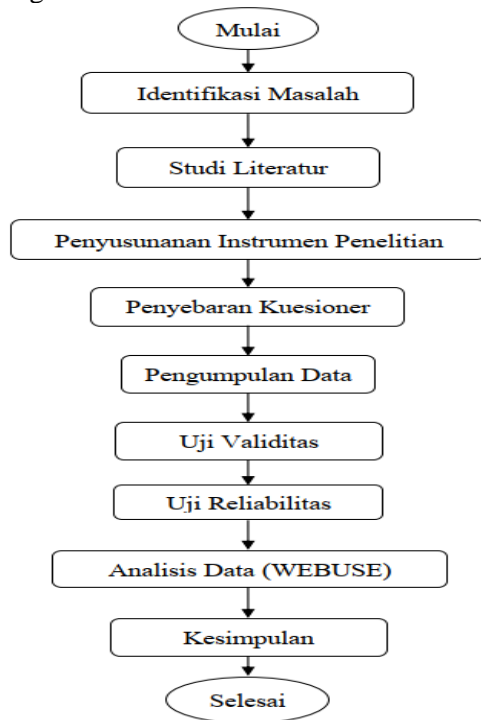 Mulai
Identifikasi Masalah
Studi Literatur
Penyusunanan Instrumen Penelitian
Penyebaran Kuesioner
Pengumpulan Data
Uji Validitas
Uji Reliabilitas
Analisis Data (WEBUSE)
Kesimpulan
Selesai